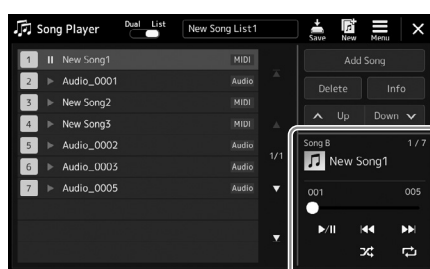 Song Player Dual List New Song List1 Save New Menu
1 New Song1 MIDI
2 Audio_0001 Audio
3 New Song2 MIDI
4 New Song3 MIDI
5 Audio_0002 Audio
6 Audio_0003 Audio
7 Audio_0005 Audio
1/1
Add Song
Delete Info
Up Down
Song B 1 / 7
New Song1
001 005